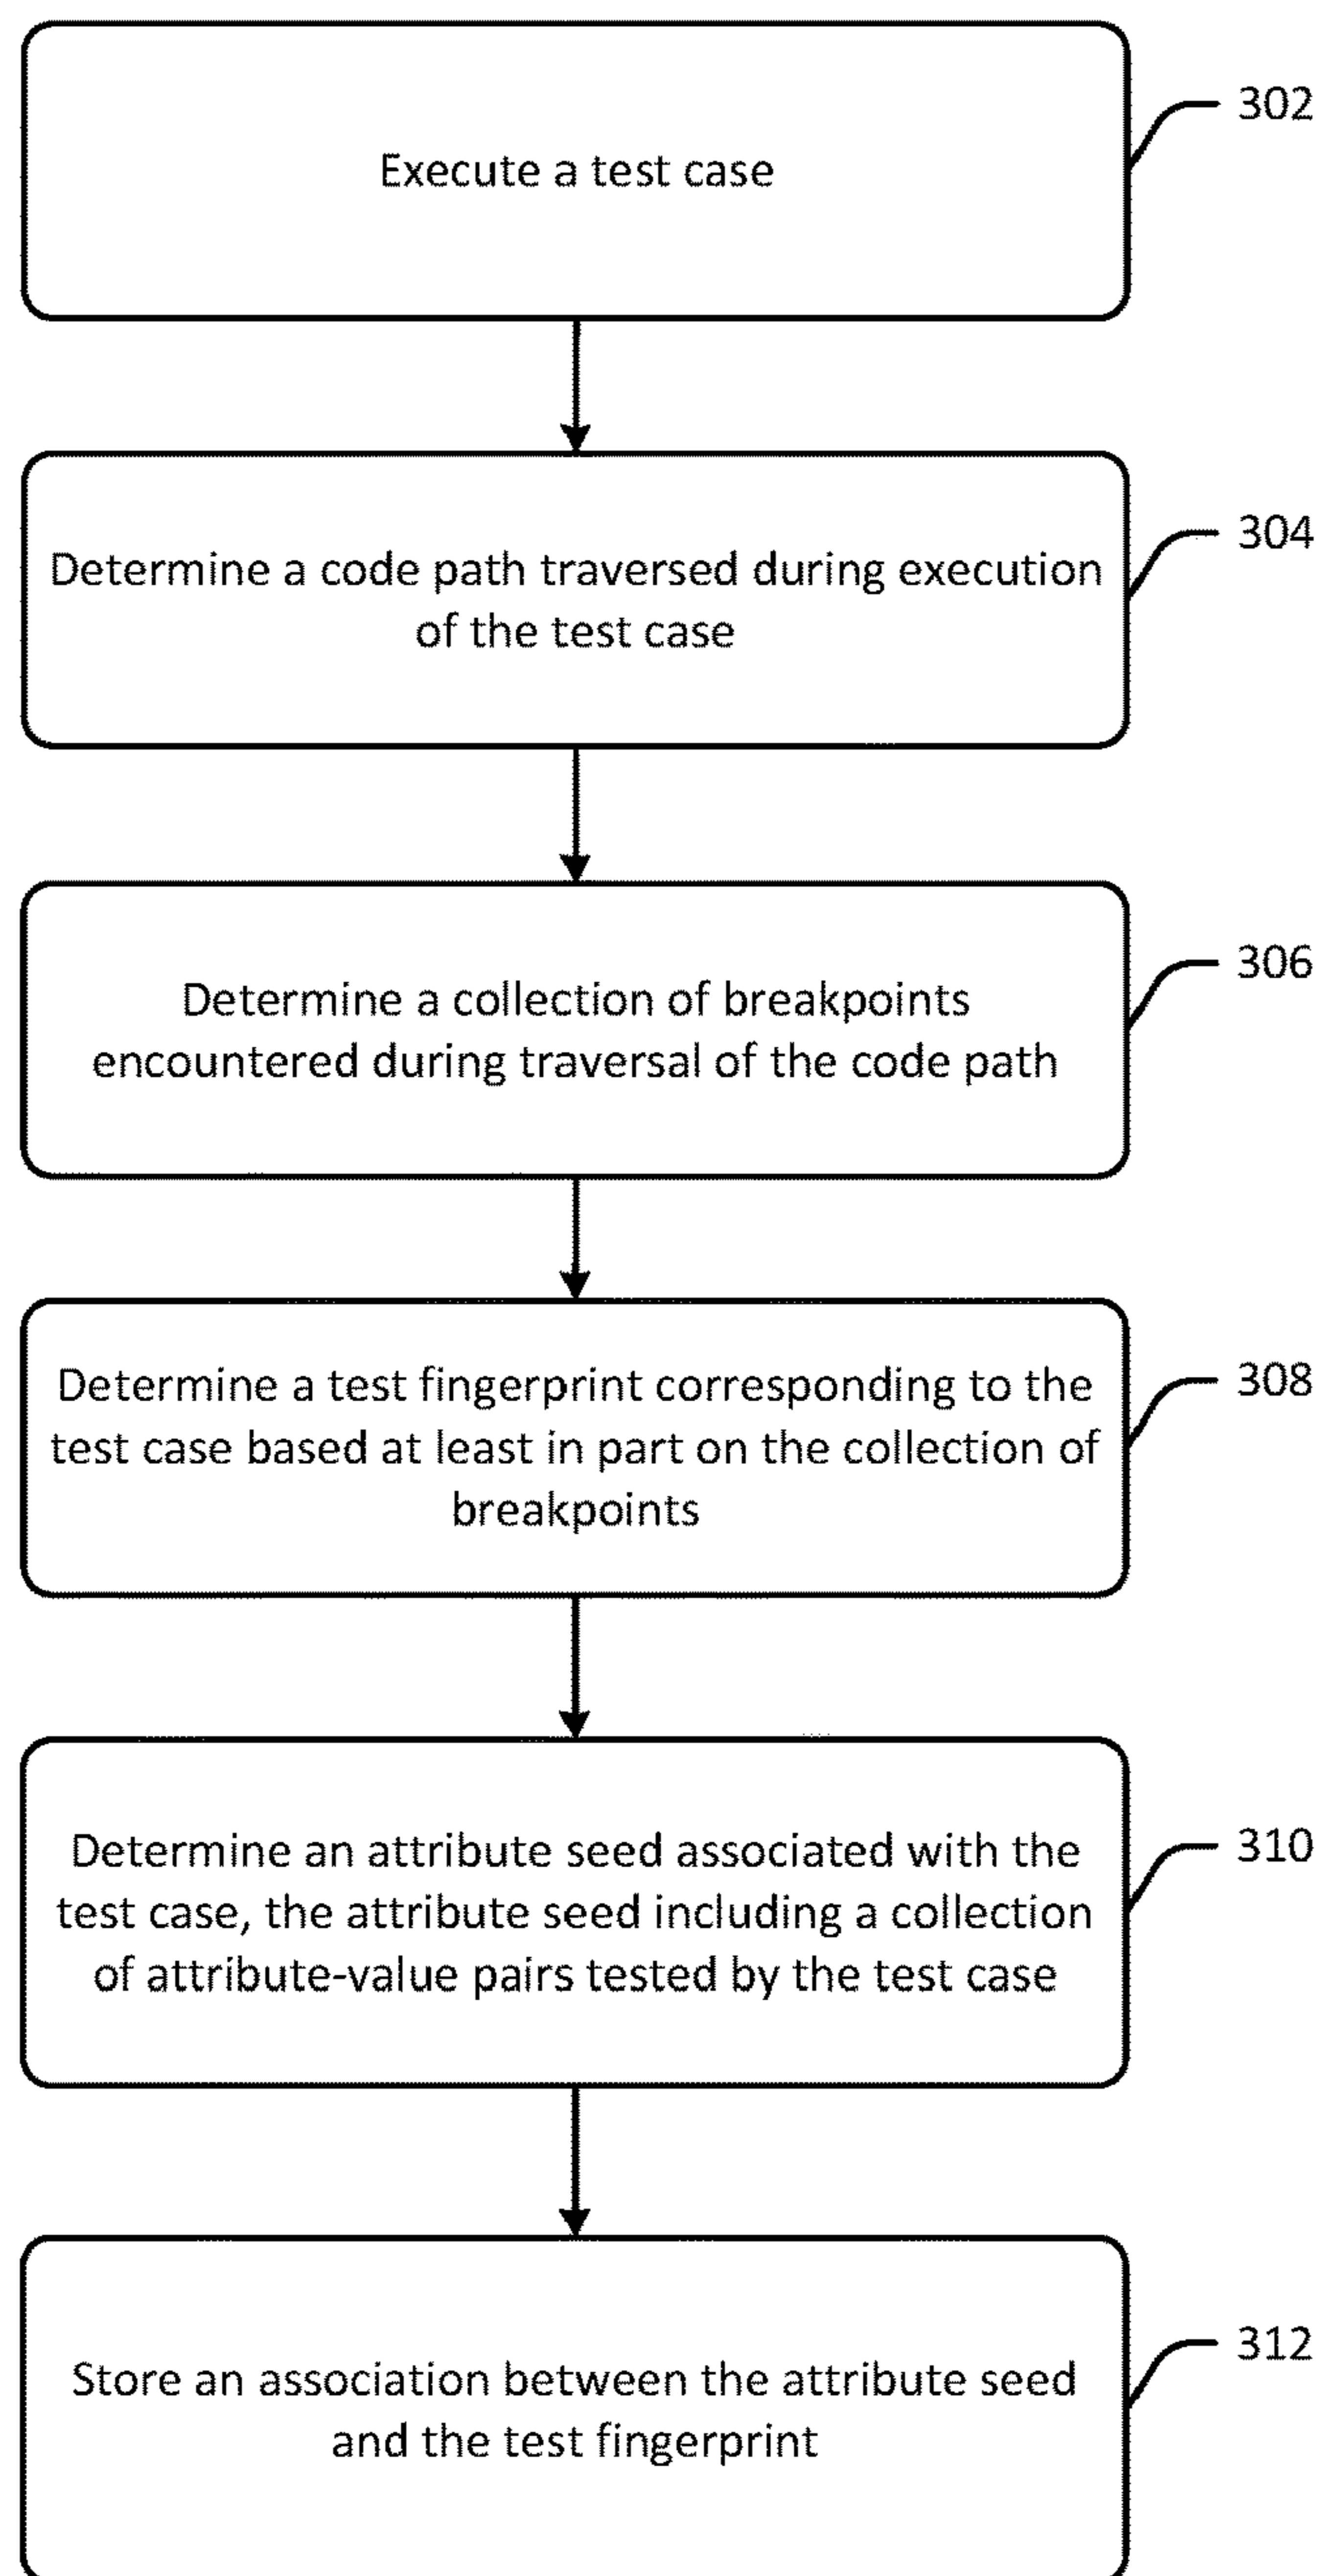 302
Execute a test case
304
Determine a code path traversed during execution
of the test case
306
Determine a collection of breakpoints
encountered during traversal of the code path
308
Determine a test fingerprint corresponding to the
test case based at least in part on the collection of
breakpoints
310
Determine an attribute seed associated with the
test case, the attribute seed including a collection
of attribute-value pairs tested by the test case
312
Store an association between the attribute seed
and the test fingerprint